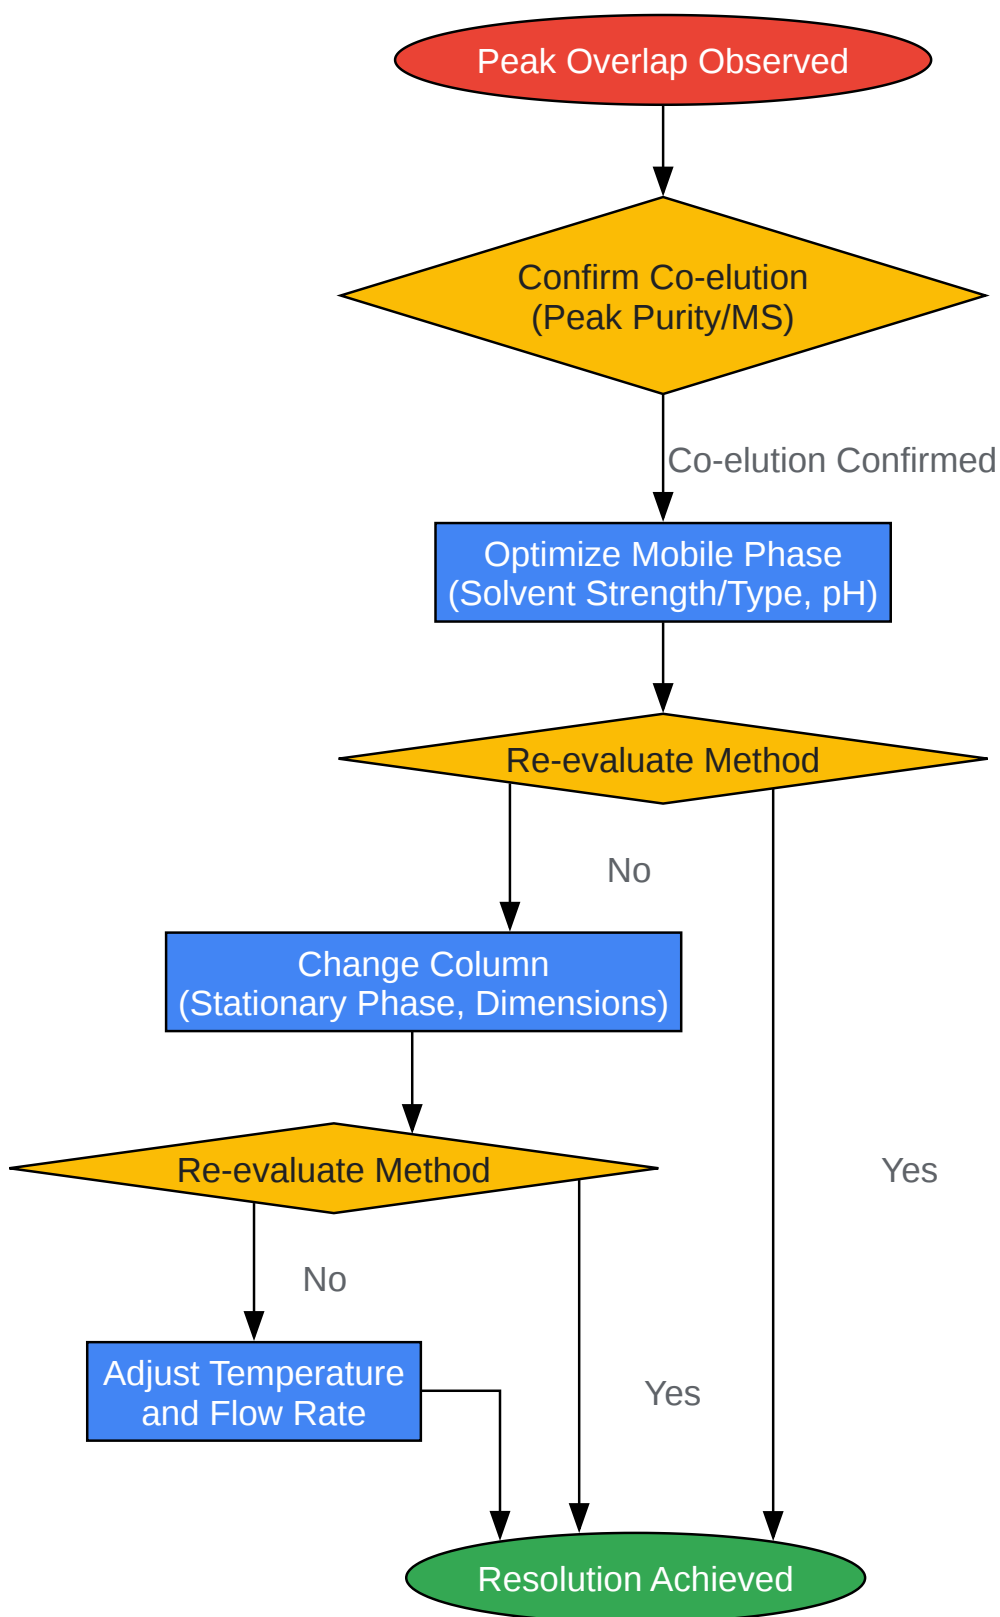 Peak Overlap Observed
Confirm Co-elution
(Peak Purity/MS)
Co-elution Confirmed
Optimize Mobile Phase
(Solvent Strength/Type, pH)
Re-evaluate Method
No
Change Column
(Stationary Phase, Dimensions)
Re-evaluate Method
Yes
No
Adjust Temperature
and Flow Rate
Yes
Resolution Achieved